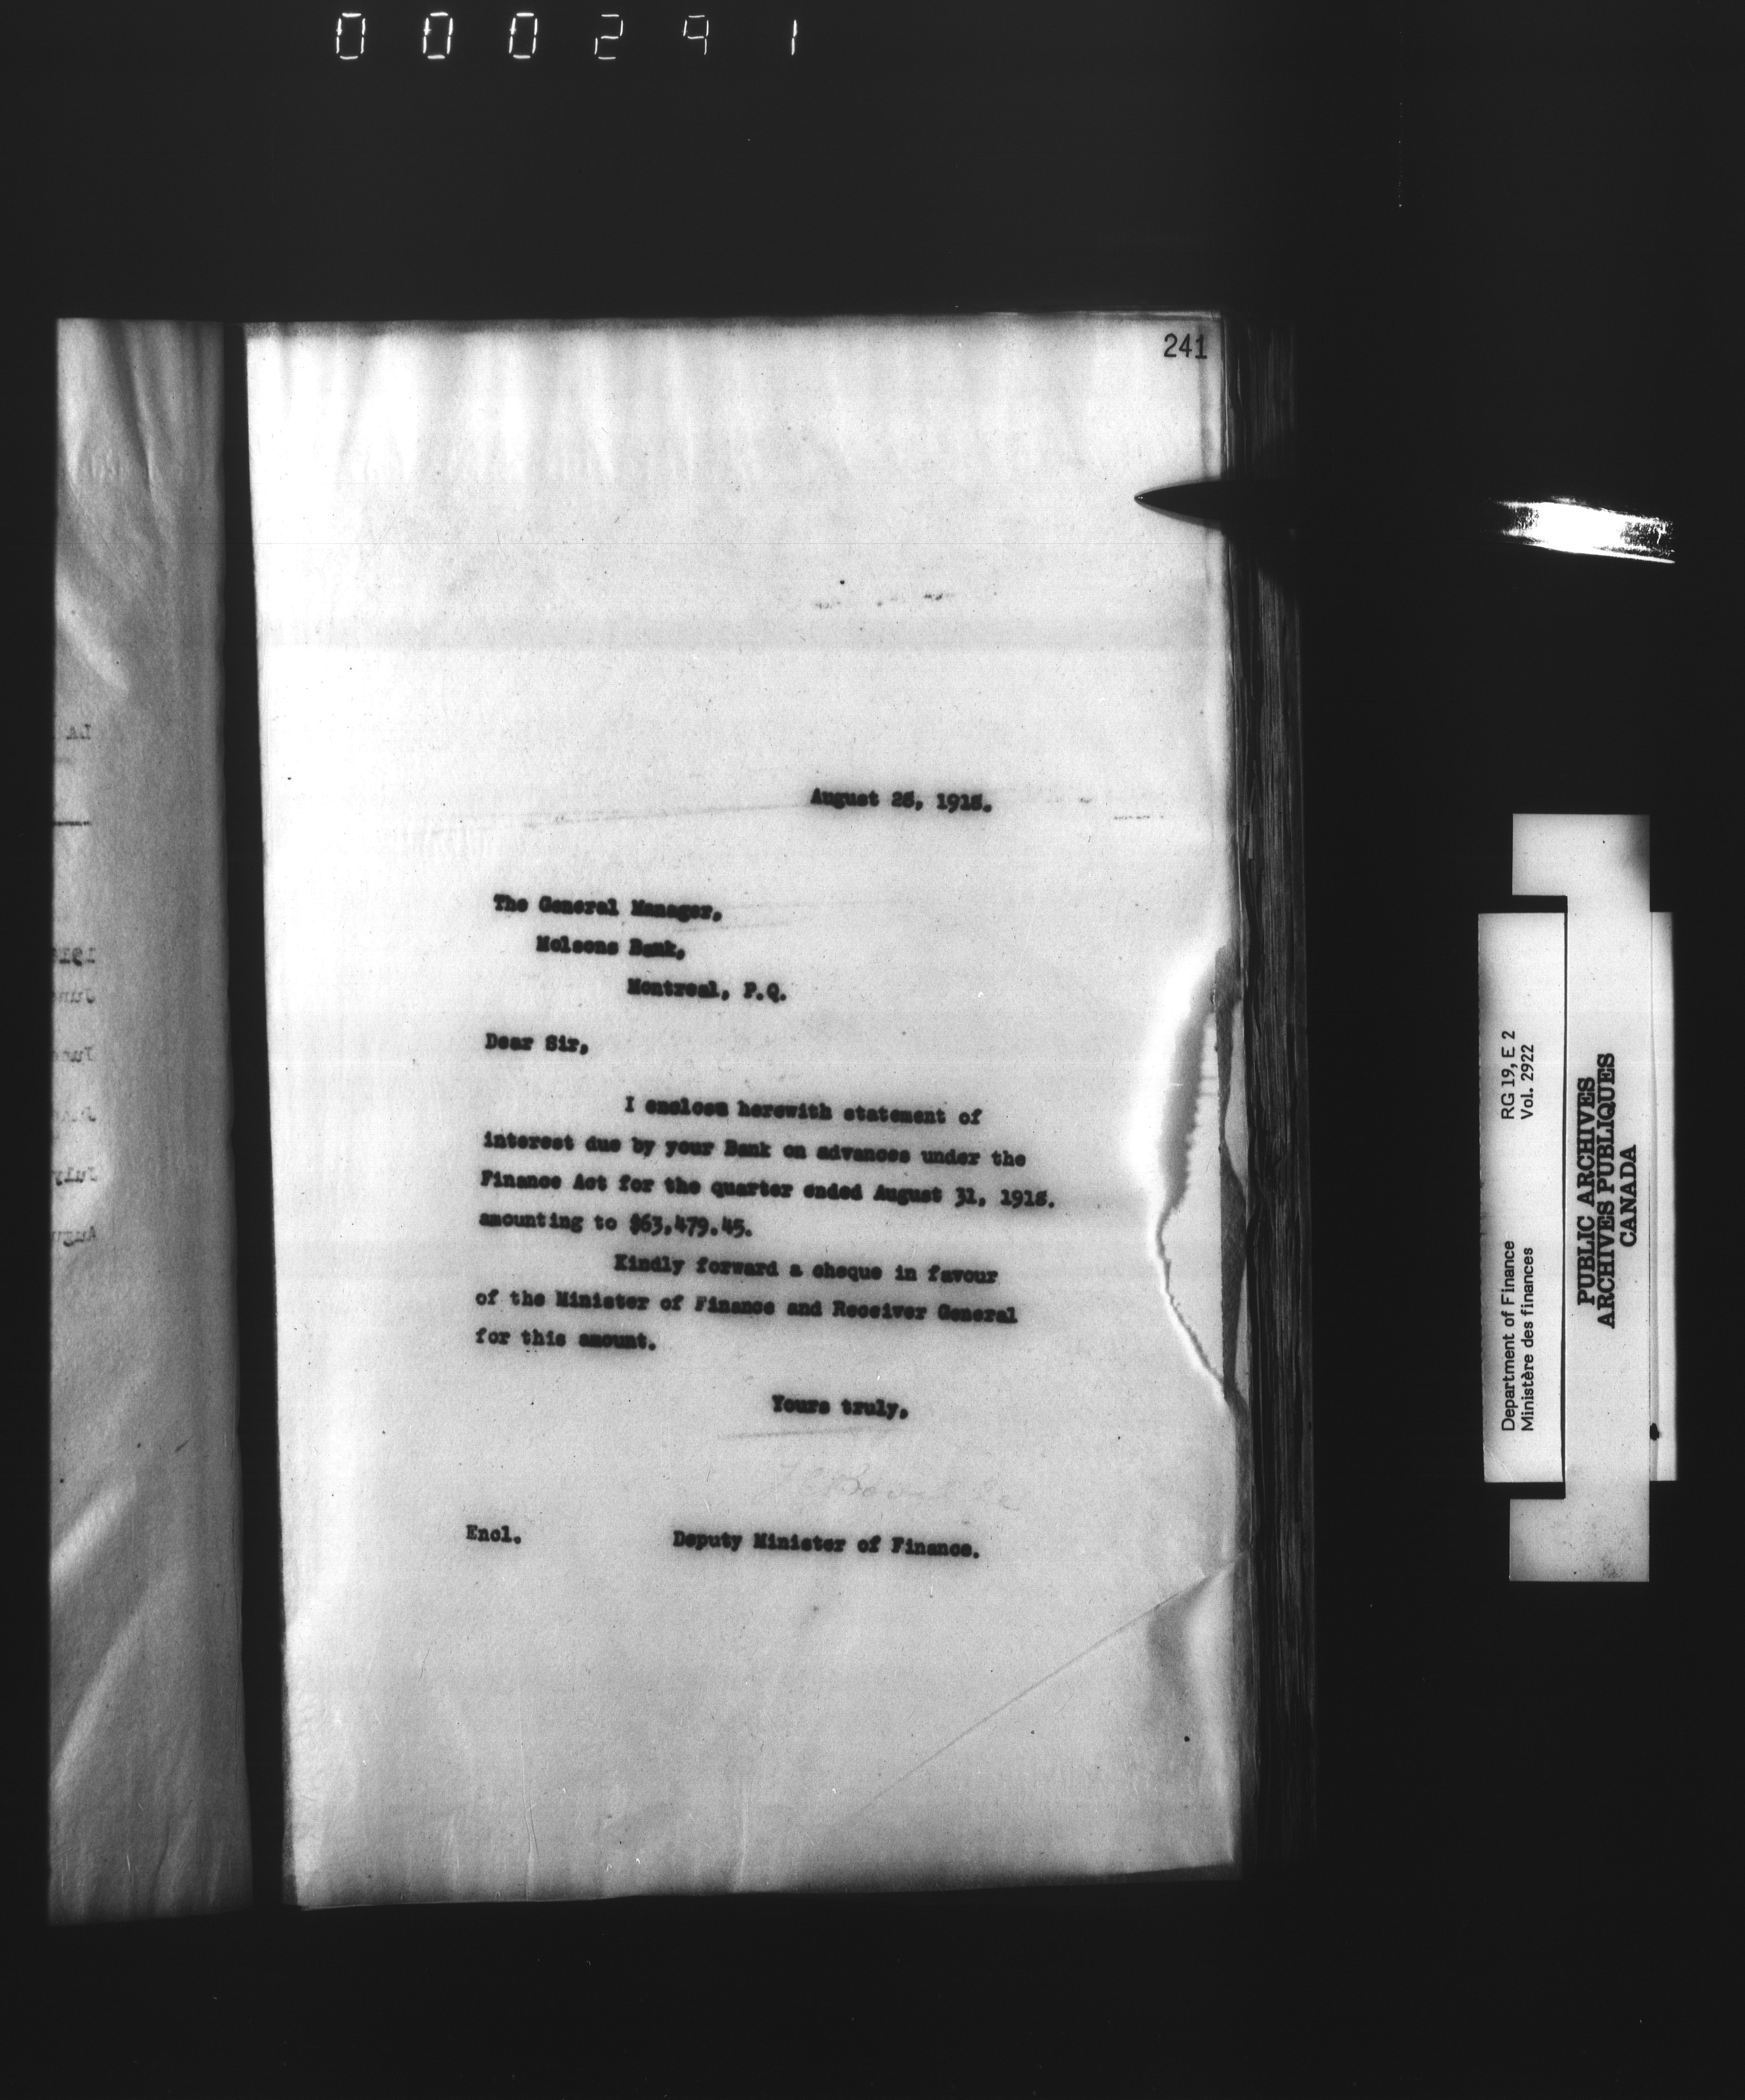 000291
241
August 28, 1918.
The General Manager,
Molsons Bank,
Montreal, P.Q.
Dear Sir,
I enclose herewith statement of
interest due by your Bank on advances under the
Finance Act for the quarter ended August 31, 1918.
amounting to $63,479.45.
Kindly forward a cheque in favour
of the Minister of Finance and Receiver General
for this amount.
Yours truly,
Encl.
Deputy Minister of Finance.
Department of Finance RG 19, E 2
Ministère des finances Vol. 2922
PUBLIC ARCHIVES
ARCHIVES PUBLIQUES
CANADA